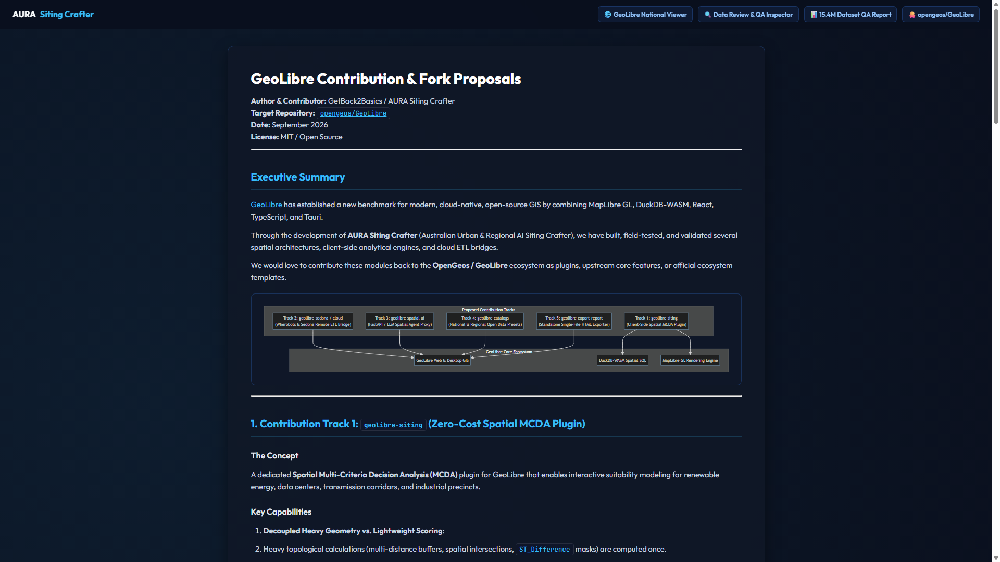 AURA Siting Crafter
GeoLibre National Viewer
Data Review & QA Inspector
15.4M Dataset QA Report
opengeos/GeoLibre
GeoLibre Contribution & Fork Proposals
Author & Contributor: GetBack2Basics / AURA Siting Crafter
Target Repository: opengeos/GeoLibre
Date: September 2026
License: MIT / Open Source
Executive Summary
GeoLibre has established a new benchmark for modern, cloud-native, open-source GIS by combining MapLibre GL, DuckDB-WASM, React,
TypeScript, and Tauri.
Through the development of AURA Siting Crafter (Australian Urban & Regional AI Siting Crafter), we have built, field-tested, and validated several
spatial architectures, client-side analytical engines, and cloud ETL bridges.
We would love to contribute these modules back to the OpenGeos / GeoLibre ecosystem as plugins, upstream core features, or official ecosystem
templates.
Proposed Contribution Tracks
Track 2: geolibre-sedona / cloud
(Wherobots & Sedona Remote ETL Bridge)
Track 3: geolibre-spatial-ai
(FastAPI / LLM Spatial Agent Proxy)
Track 4: geolibre-catalogs
(National & Regional Open Data Presets)
Track 5: geolibre-export-report
(Standalone Single-File HTML Exporter)
Track 1: geolibre-siting
(Client-Side Spatial MCDA Plugin)
GeoLibre Core Ecosystem
GeoLibre Web & Desktop GIS
DuckDB-WASM Spatial SQL
MapLibre GL Rendering Engine
1. Contribution Track 1: geolibre-siting (Zero-Cost Spatial MCDA Plugin)
The Concept
A dedicated Spatial Multi-Criteria Decision Analysis (MCDA) plugin for GeoLibre that enables interactive suitability modeling for renewable
energy, data centers, transmission corridors, and industrial precincts.
Key Capabilities
1. Decoupled Heavy Geometry vs. Lightweight Scoring:
2. Heavy topological calculations (multi-distance buffers, spatial intersections, ST_Difference masks) are computed once.